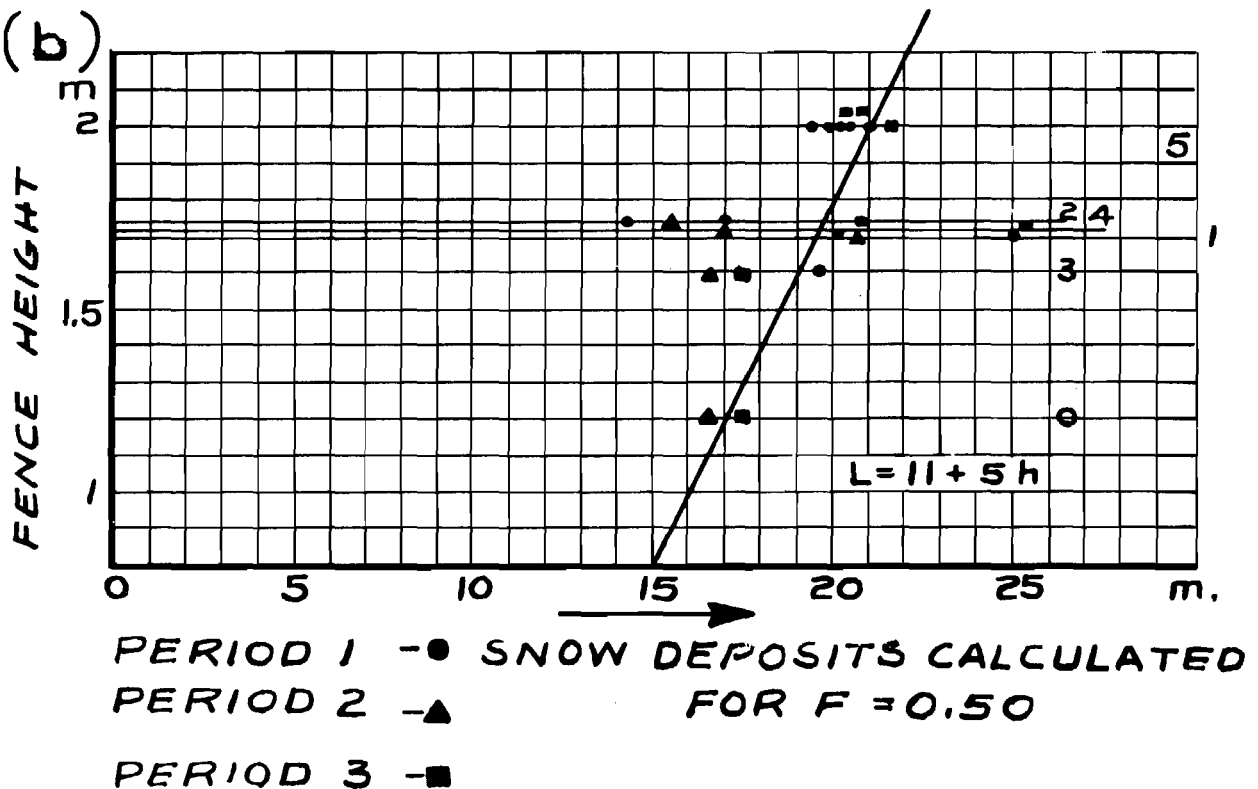 (b)
m
2
5
2 4
1
3
1.5
O
L = 11 + 5 h
1
FENCE HEIGHT
0 5 10 15 20 25 m.
PERIOD 1 - SNOW DEPOSITS CALCULATED
PERIOD 2 - FOR F = 0.50
PERIOD 3 -